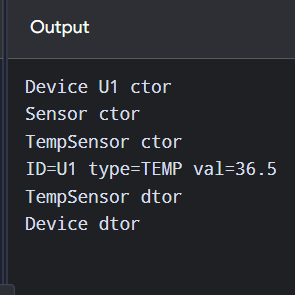 Output
Device U1 ctor
Sensor ctor
TempSensor ctor
ID=U1 type=TEMP val=36.5
TempSensor dtor
Device dtor